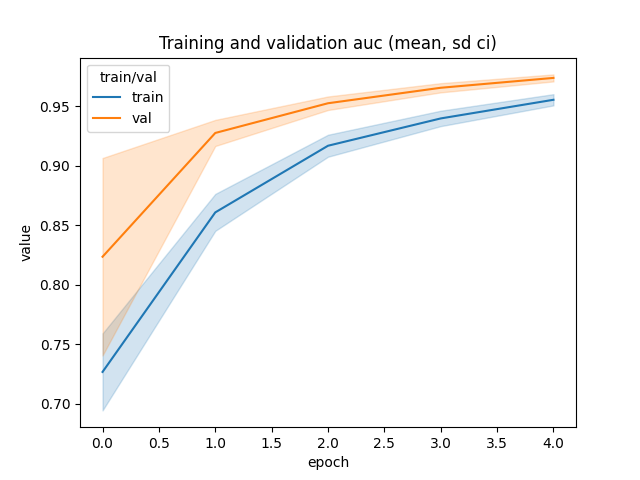 Training and validation auc (mean, sd ci)
train/val
train
val
0.95
0.90
0.85
0.80
0.75
0.70
value
0.0 0.5 1.0 1.5 2.0 2.5 3.0 3.5 4.0
epoch